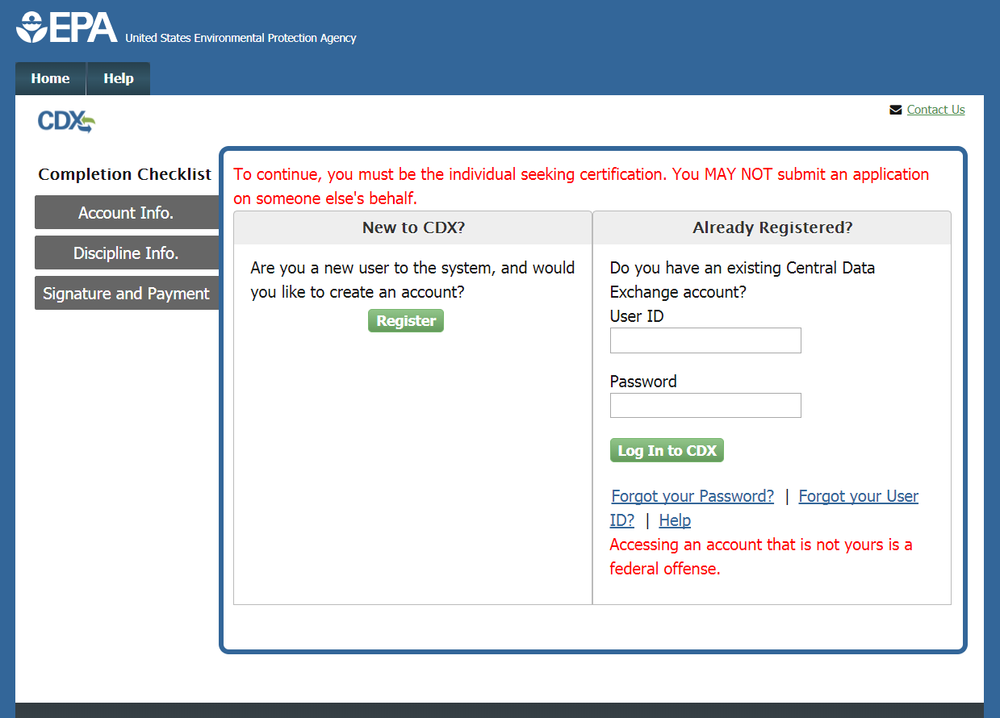 EPA United States Environmental Protection Agency
Home Help
CDX
Contact Us
Completion Checklist
Account Info.
Discipline Info.
Signature and Payment
To continue, you must be the individual seeking certification. You MAY NOT submit an application
on someone else's behalf.
New to CDX?
Are you a new user to the system, and would
you like to create an account?
Register
Already Registered?
Do you have an existing Central Data
Exchange account?
User ID
Password
Log In to CDX
Forgot your Password? | Forgot your User
ID? | Help
Accessing an account that is not yours is a
federal offense.